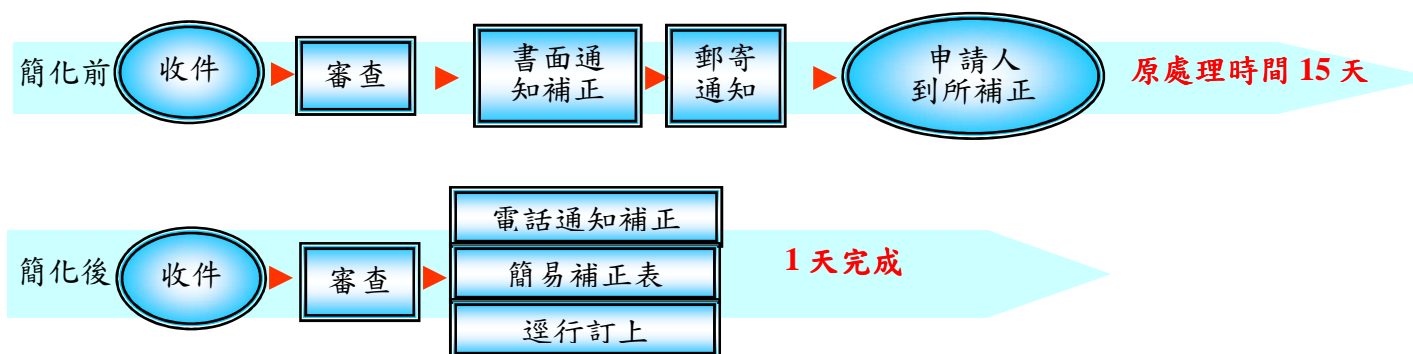 簡化前
收件
審查
書面通
知補正
郵寄
通知
申請人
到所補正
原處理時間 15 天
簡化後
收件
審查
電話通知補正
簡易補正表
逕行訂上
1 天完成